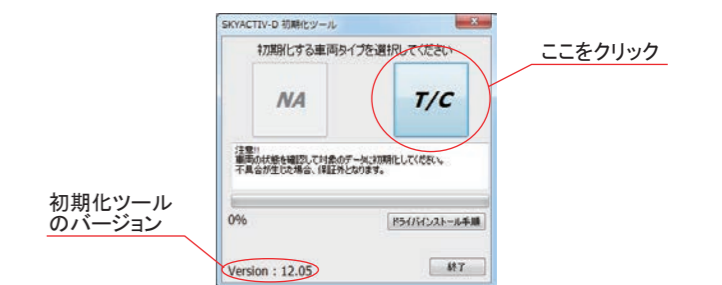 SKYACTIV-D 初期化ツール
初期化する車両タイプを選択してください
ここをクリック
NA
T/C
注意!!
車両の状態を確認して対象のデータに初期化してください。
不具合が生じた場合、保証外となります。
初期化ツール
のバージョン
0%
ドライバインストール手順
Version : 12.05
終了